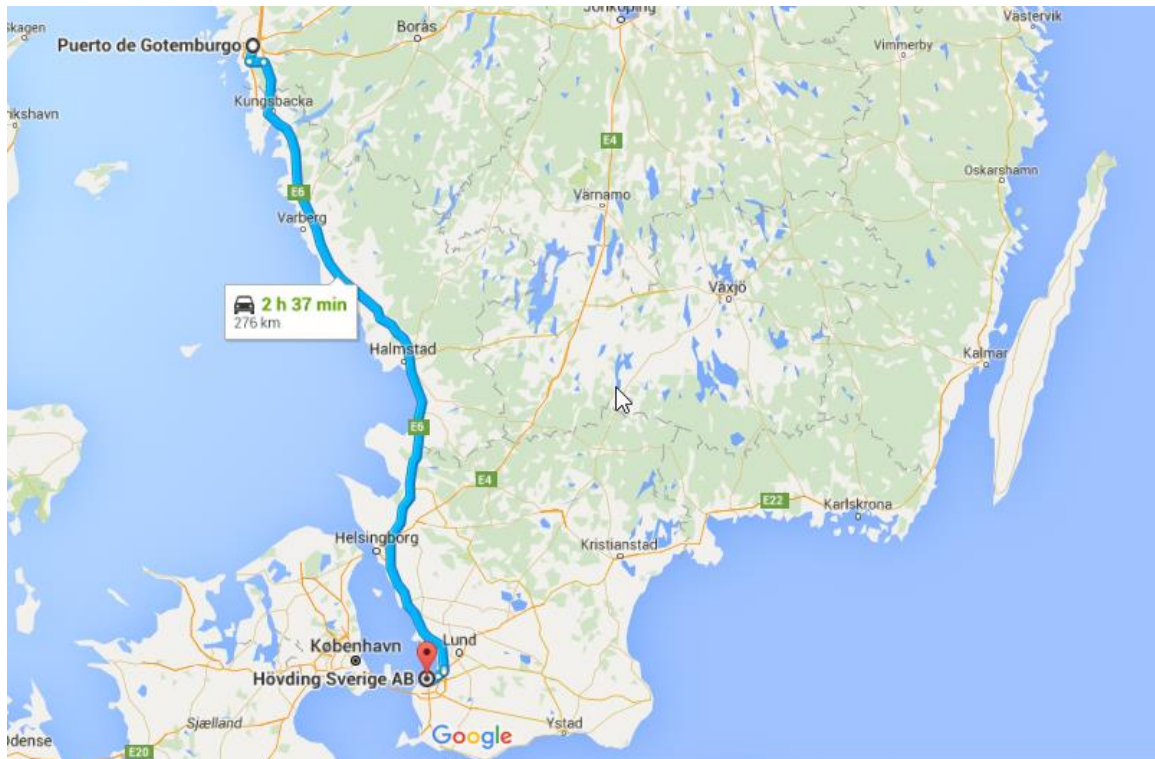 Skagen
Jönköping
Västervik
Borås
Puerto de Gotemburgo
Vimmerby
Kungsbacka
rikshavn
E4
Oskarshamn
E6
Värnamo
Varberg
2 h 37 min
276 km
Växjö
Halmstad
Kalmar
E6
E4
E22
Karlskrona
Helsingborg
Kristianstad
København
Lund
Hövding Sverige AB
Sjælland
Ystad
Google
Odense
E20